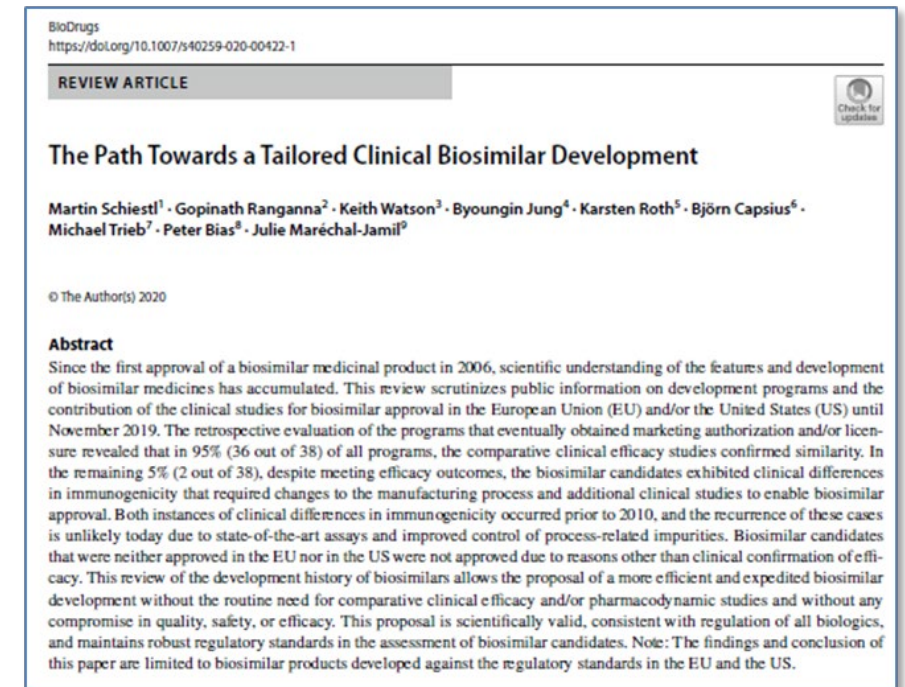 BioDrugs
https://doi.org/10.1007/s40259-020-00422-1
REVIEW ARTICLE
Check for
updates
The Path Towards a Tailored Clinical Biosimilar Development
Martin Schiestl¹ · Gopinath Ranganna² · Keith Watson³ · Byoungin Jung⁴ · Karsten Roth⁵ · Björn Capsius⁶ ·
Michael Trieb⁷ · Peter Bias⁸ · Julie Maréchal-Jamil⁹
© The Author(s) 2020
Abstract
Since the first approval of a biosimilar medicinal product in 2006, scientific understanding of the features and development
of biosimilar medicines has accumulated. This review scrutinizes public information on development programs and the
contribution of the clinical studies for biosimilar approval in the European Union (EU) and/or the United States (US) until
November 2019. The retrospective evaluation of the programs that eventually obtained marketing authorization and/or licen-
sure revealed that in 95% (36 out of 38) of all programs, the comparative clinical efficacy studies confirmed similarity. In
the remaining 5% (2 out of 38), despite meeting efficacy outcomes, the biosimilar candidates exhibited clinical differences
in immunogenicity that required changes to the manufacturing process and additional clinical studies to enable biosimilar
approval. Both instances of clinical differences in immunogenicity occurred prior to 2010, and the recurrence of these cases
is unlikely today due to state-of-the-art assays and improved control of process-related impurities. Biosimilar candidates
that were neither approved in the EU nor in the US were not approved due to reasons other than clinical confirmation of effi-
cacy. This review of the development history of biosimilars allows the proposal of a more efficient and expedited biosimilar
development without the routine need for comparative clinical efficacy and/or pharmacodynamic studies and without any
compromise in quality, safety, or efficacy. This proposal is scientifically valid, consistent with regulation of all biologics,
and maintains robust regulatory standards in the assessment of biosimilar candidates. Note: The findings and conclusion of
this paper are limited to biosimilar products developed against the regulatory standards in the EU and the US.